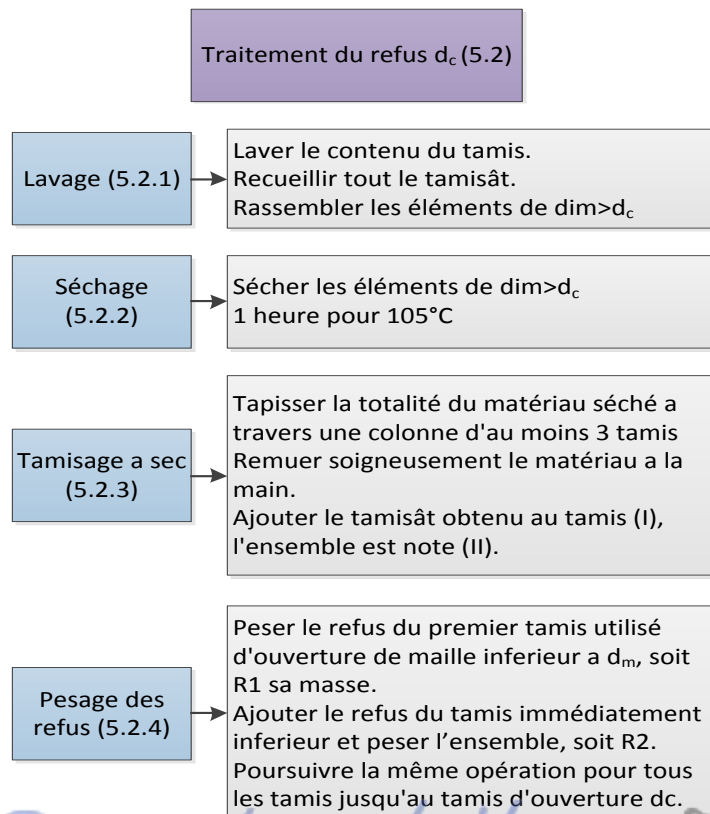 Traitement du refus dc (5.2)
Lavage (5.2.1)
Laver le contenu du tamis.
Recueillir tout le tamisât.
Rassembler les éléments de dim>dc
Séchage
(5.2.2)
Sécher les éléments de dim>dc
1 heure pour 105°C
Tamisage a sec
(5.2.3)
Tapisser la totalité du matériau séché a
travers une colonne d'au moins 3 tamis
Remuer soigneusement le matériau a la
main.
Ajouter le tamisât obtenu au tamis (I),
l'ensemble est note (II).
Pesage des
refus (5.2.4)
Peser le refus du premier tamis utilisé
d'ouverture de maille inferieur a dm, soit
R1 sa masse.
Ajouter le refus du tamis immédiatement
inferieur et peser l’ensemble, soit R2.
Poursuivre la même opération pour tous
les tamis jusqu'au tamis d'ouverture dc.